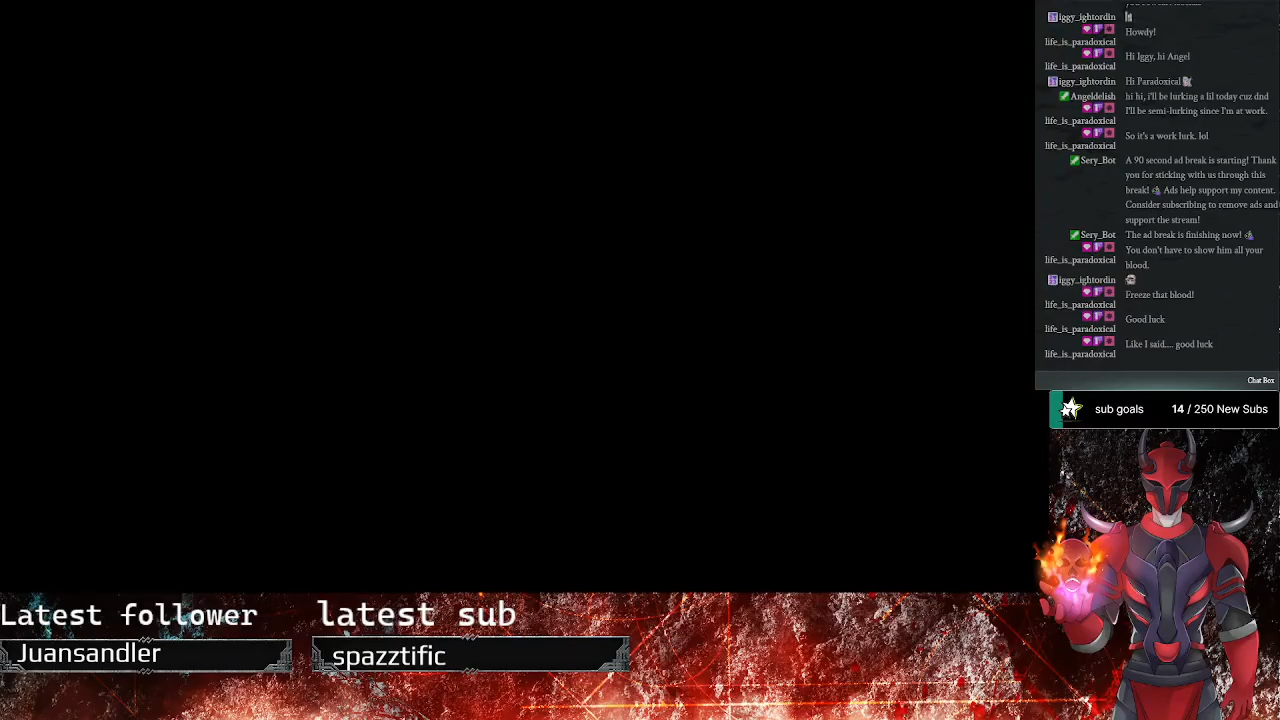 iggy_ightordin
Howdy!
life_is_paradoxical
Hi Iggy, hi Angel
life_is_paradoxical
iggy_ightordin Hi Paradoxical
Angeldelish hi hi, i'll be lurking a lil today cuz dnd
I'll be semi-lurking since I'm at work.
life_is_paradoxical
So it's a work lurk. lol
life_is_paradoxical
Sery_Bot A 90 second ad break is starting! Thank
you for sticking with us through this
break! Ads help support my content.
Consider subscribing to remove ads and
support the stream!
Sery_Bot The ad break is finishing now!
You don't have to show him all your
life_is_paradoxical blood.
iggy_ightordin
Freeze that blood!
life_is_paradoxical
Good luck
life_is_paradoxical
Like I said.... good luck
life_is_paradoxical
Chat Box
sub goals 14 / 250 New Subs
Latest follower latest sub
Juansandler spazztific